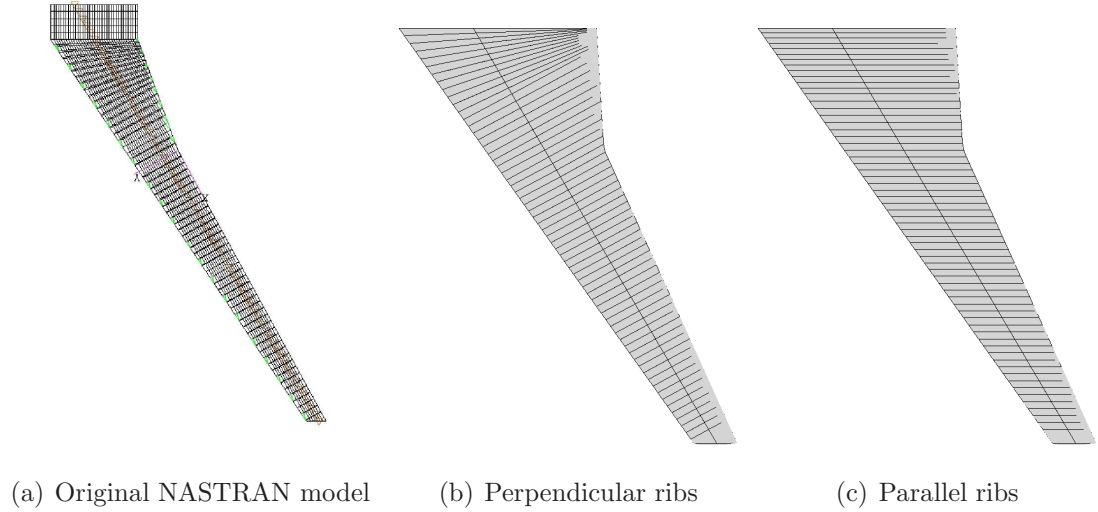 X
Y
(a) Original NASTRAN model
(b) Perpendicular ribs
(c) Parallel ribs